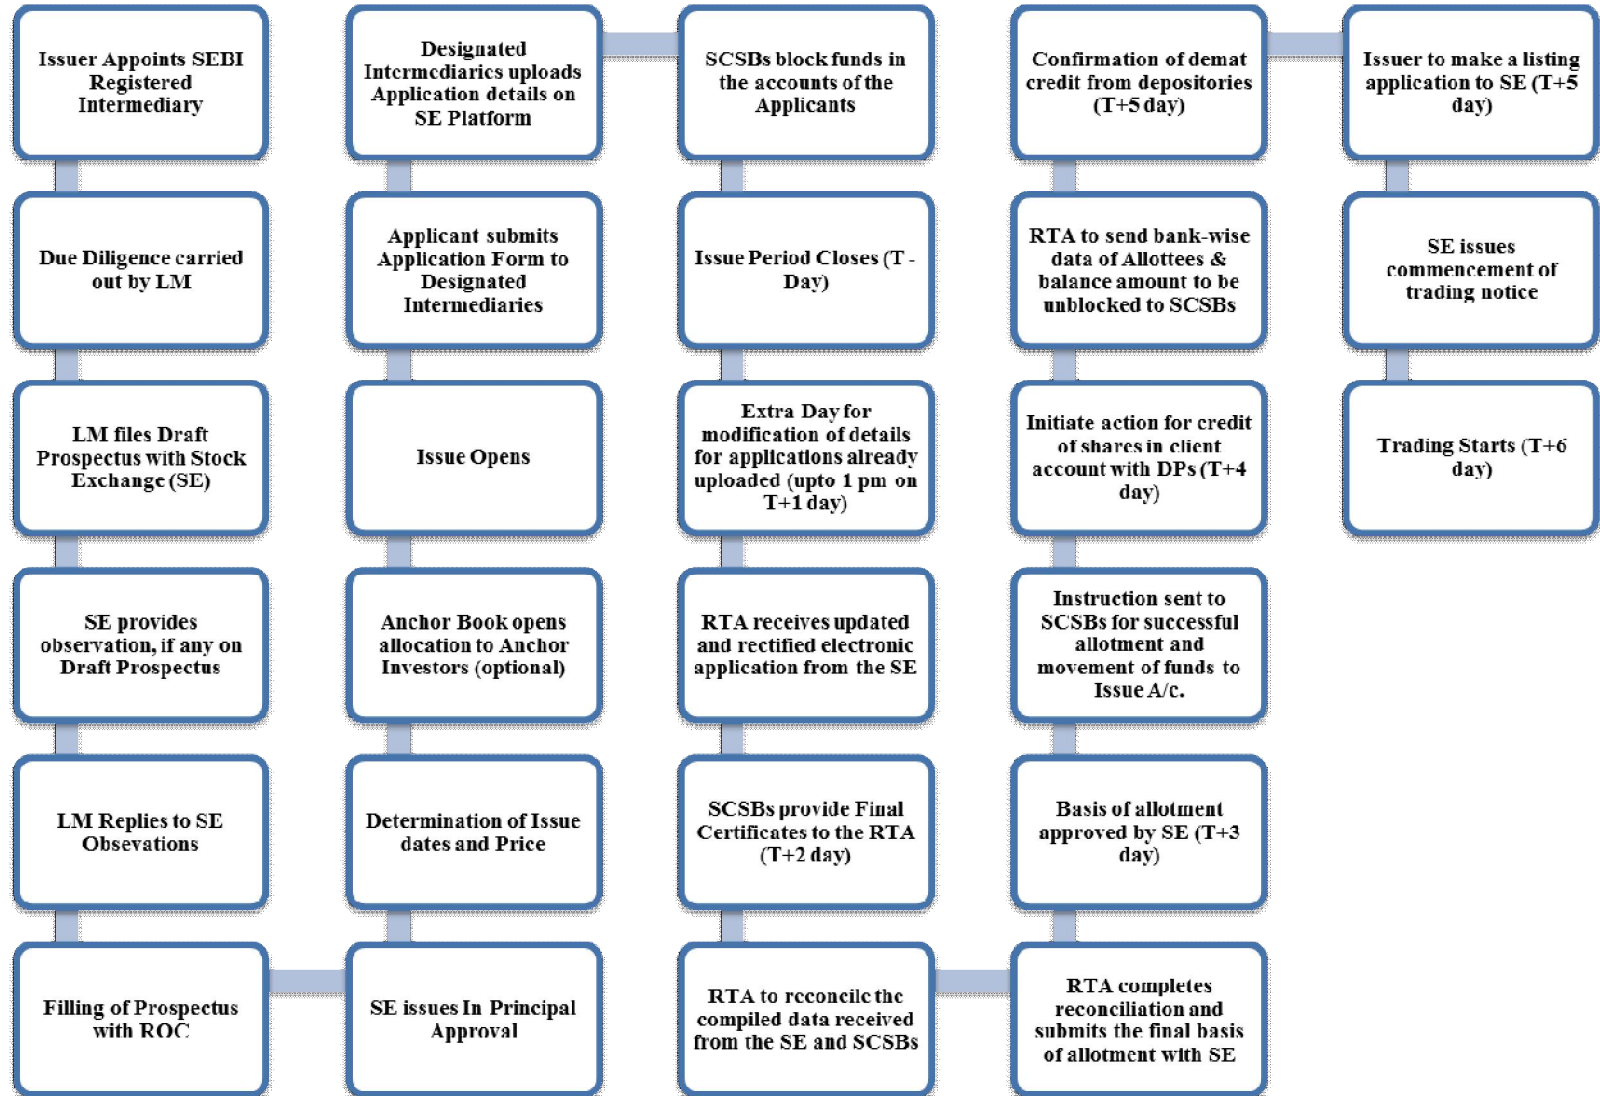 Issuer Appoints SEBI
Registered
Intermediary
Due Diligence carried
out by LM
LM files Draft
Prospectus with Stock
Exchange (SE)
SE provides
observation, if any on
Draft Prospectus
LM Replies to SE
Obsevations
Filling of Prospectus
with ROC
SE issues In Principal
Approval
Determination of Issue
dates and Price
Anchor Book opens
allocation to Anchor
Investors (optional)
Issue Opens
Applicant submits
Application Form to
Designated
Intermediaries
Designated
Intermediaries uploads
Application details on
SE Platform
SCSBs block funds in
the accounts of the
Applicants
Issue Period Closes (T -
Day)
Extra Day for
modification of details
for applications already
uploaded (upto 1 pm on
T+1 day)
RTA receives updated
and rectified electronic
application from the SE
SCSBs provide Final
Certificates to the RTA
(T+2 day)
RTA to reconcile the
compiled data received
from the SE and SCSBs
RTA completes
reconciliation and
submits the final basis
of allotment with SE
Basis of allotment
approved by SE (T+3
day)
Instruction sent to
SCSBs for successful
allotment and
movement of funds to
Issue A/c.
Initiate action for credit
of shares in client
account with DPs (T+4
day)
RTA to send bank-wise
data of Allottees &
balance amount to be
unblocked to SCSBs
Confirmation of demat
credit from depositories
(T+5 day)
Issuer to make a listing
application to SE (T+5
day)
SE issues
commencement of
trading notice
Trading Starts (T+6
day)